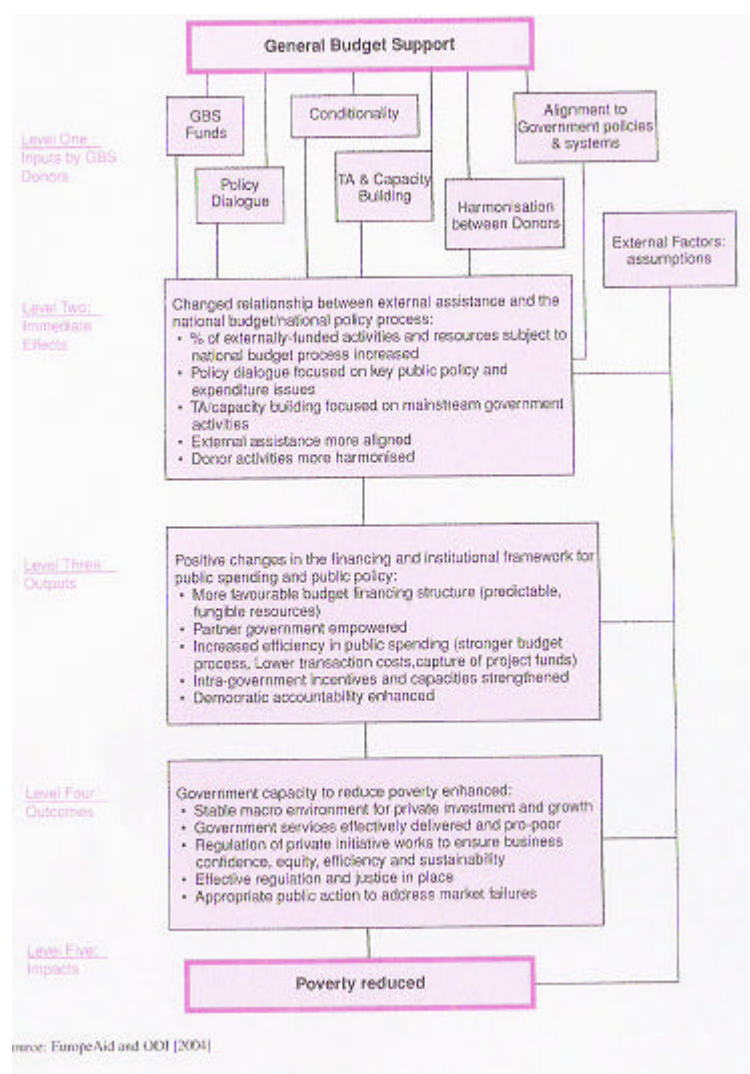 General Budget Support
GBS
Funds
Conditionality
Alignment to
Government policies
& systems
Level One :
Inputs by GBS
Donors
Policy
Dialogue
TA & Capacity
Building
Harmonisation
between Donors
External Factors:
assumptions
Level Two:
Immediate
Effects
Changed relationship between external assistance and the
national budget/national policy process:
• % of externally-funded activities and resources subject to
national budget process increased
• Policy dialogue focused on key public policy and
expenditure issues
• TA/capacity building focused on mainstream government
activities
• External assistance more aligned
• Donor activities more harmonised
Level Three:
Outputs
Positive changes in the financing and institutional framework for
public spending and public policy:
• More favourable budget financing structure (predictable,
fungible resources)
• Partner government empowered
• Increased efficiency in public spending (stronger budget
process, Lower transaction costs,capture of project funds)
• Intra-government incentives and capacities strengthened
• Democratic accountability enhanced
Level Four:
Outcomes
Government capacity to reduce poverty enhanced:
• Stable macro environment for private investment and growth
• Government services effectively delivered and pro-poor
• Regulation of private initiative works to ensure business
confidence, equity, efficiency and sustainability
• Effective regulation and justice in place
• Appropriate public action to address market failures
Level Five:
Impacts
Poverty reduced
ource: EuropeAid and ODI [2004]